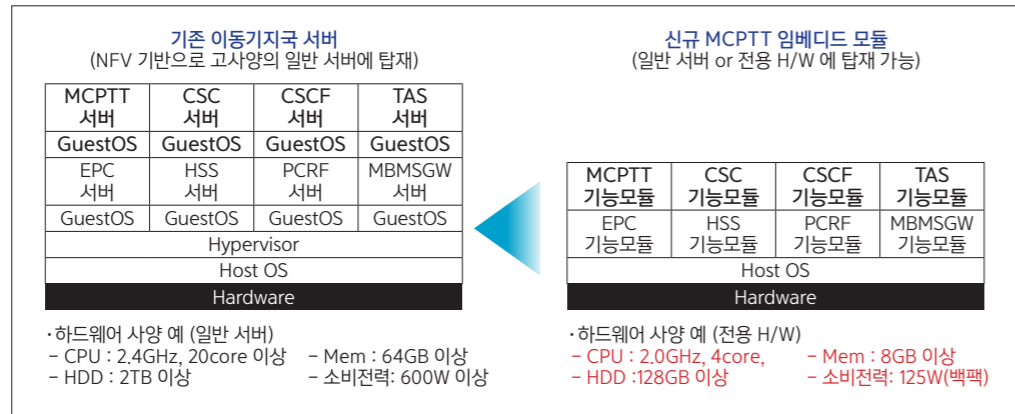 기존 이동기지국 서버
(NFV 기반으로 고사양의 일반 서버에 탑재)
MCPTT CSC CSCF TAS
서버 서버 서버 서버
GuestOS GuestOS GuestOS GuestOS
EPC HSS PCRF MBMSGW
서버 서버 서버 서버
GuestOS GuestOS GuestOS GuestOS
Hypervisor
Host OS
Hardware
·하드웨어 사양 예 (일반 서버)
– CPU : 2.4GHz, 20core 이상 – Mem : 64GB 이상
– HDD : 2TB 이상 – 소비전력: 600W 이상
신규 MCPTT 임베디드 모듈
(일반 서버 or 전용 H/W 에 탑재 가능)
MCPTT CSC CSCF TAS
기능모듈 기능모듈 기능모듈 기능모듈
EPC HSS PCRF MBMSGW
기능모듈 기능모듈 기능모듈 기능모듈
Host OS
Hardware
·하드웨어 사양 예 (전용 H/W)
– CPU : 2.0GHz, 4core, – Mem : 8GB 이상
– HDD :128GB 이상 – 소비전력: 125W(백팩)